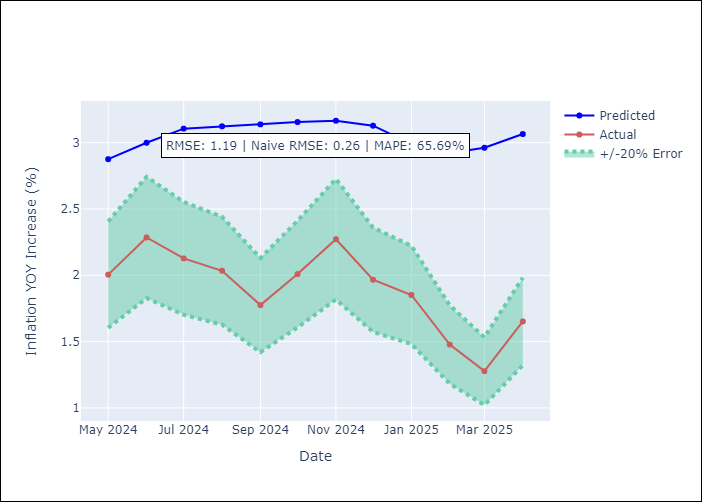 Predicted
Actual
+/-20% Error
RMSE: 1.19 | Naive RMSE: 0.26 | MAPE: 65.69%
Inflation YOY Increase (%)
3
2.5
2
1.5
1
May 2024
Jul 2024
Sep 2024
Nov 2024
Jan 2025
Mar 2025
Date